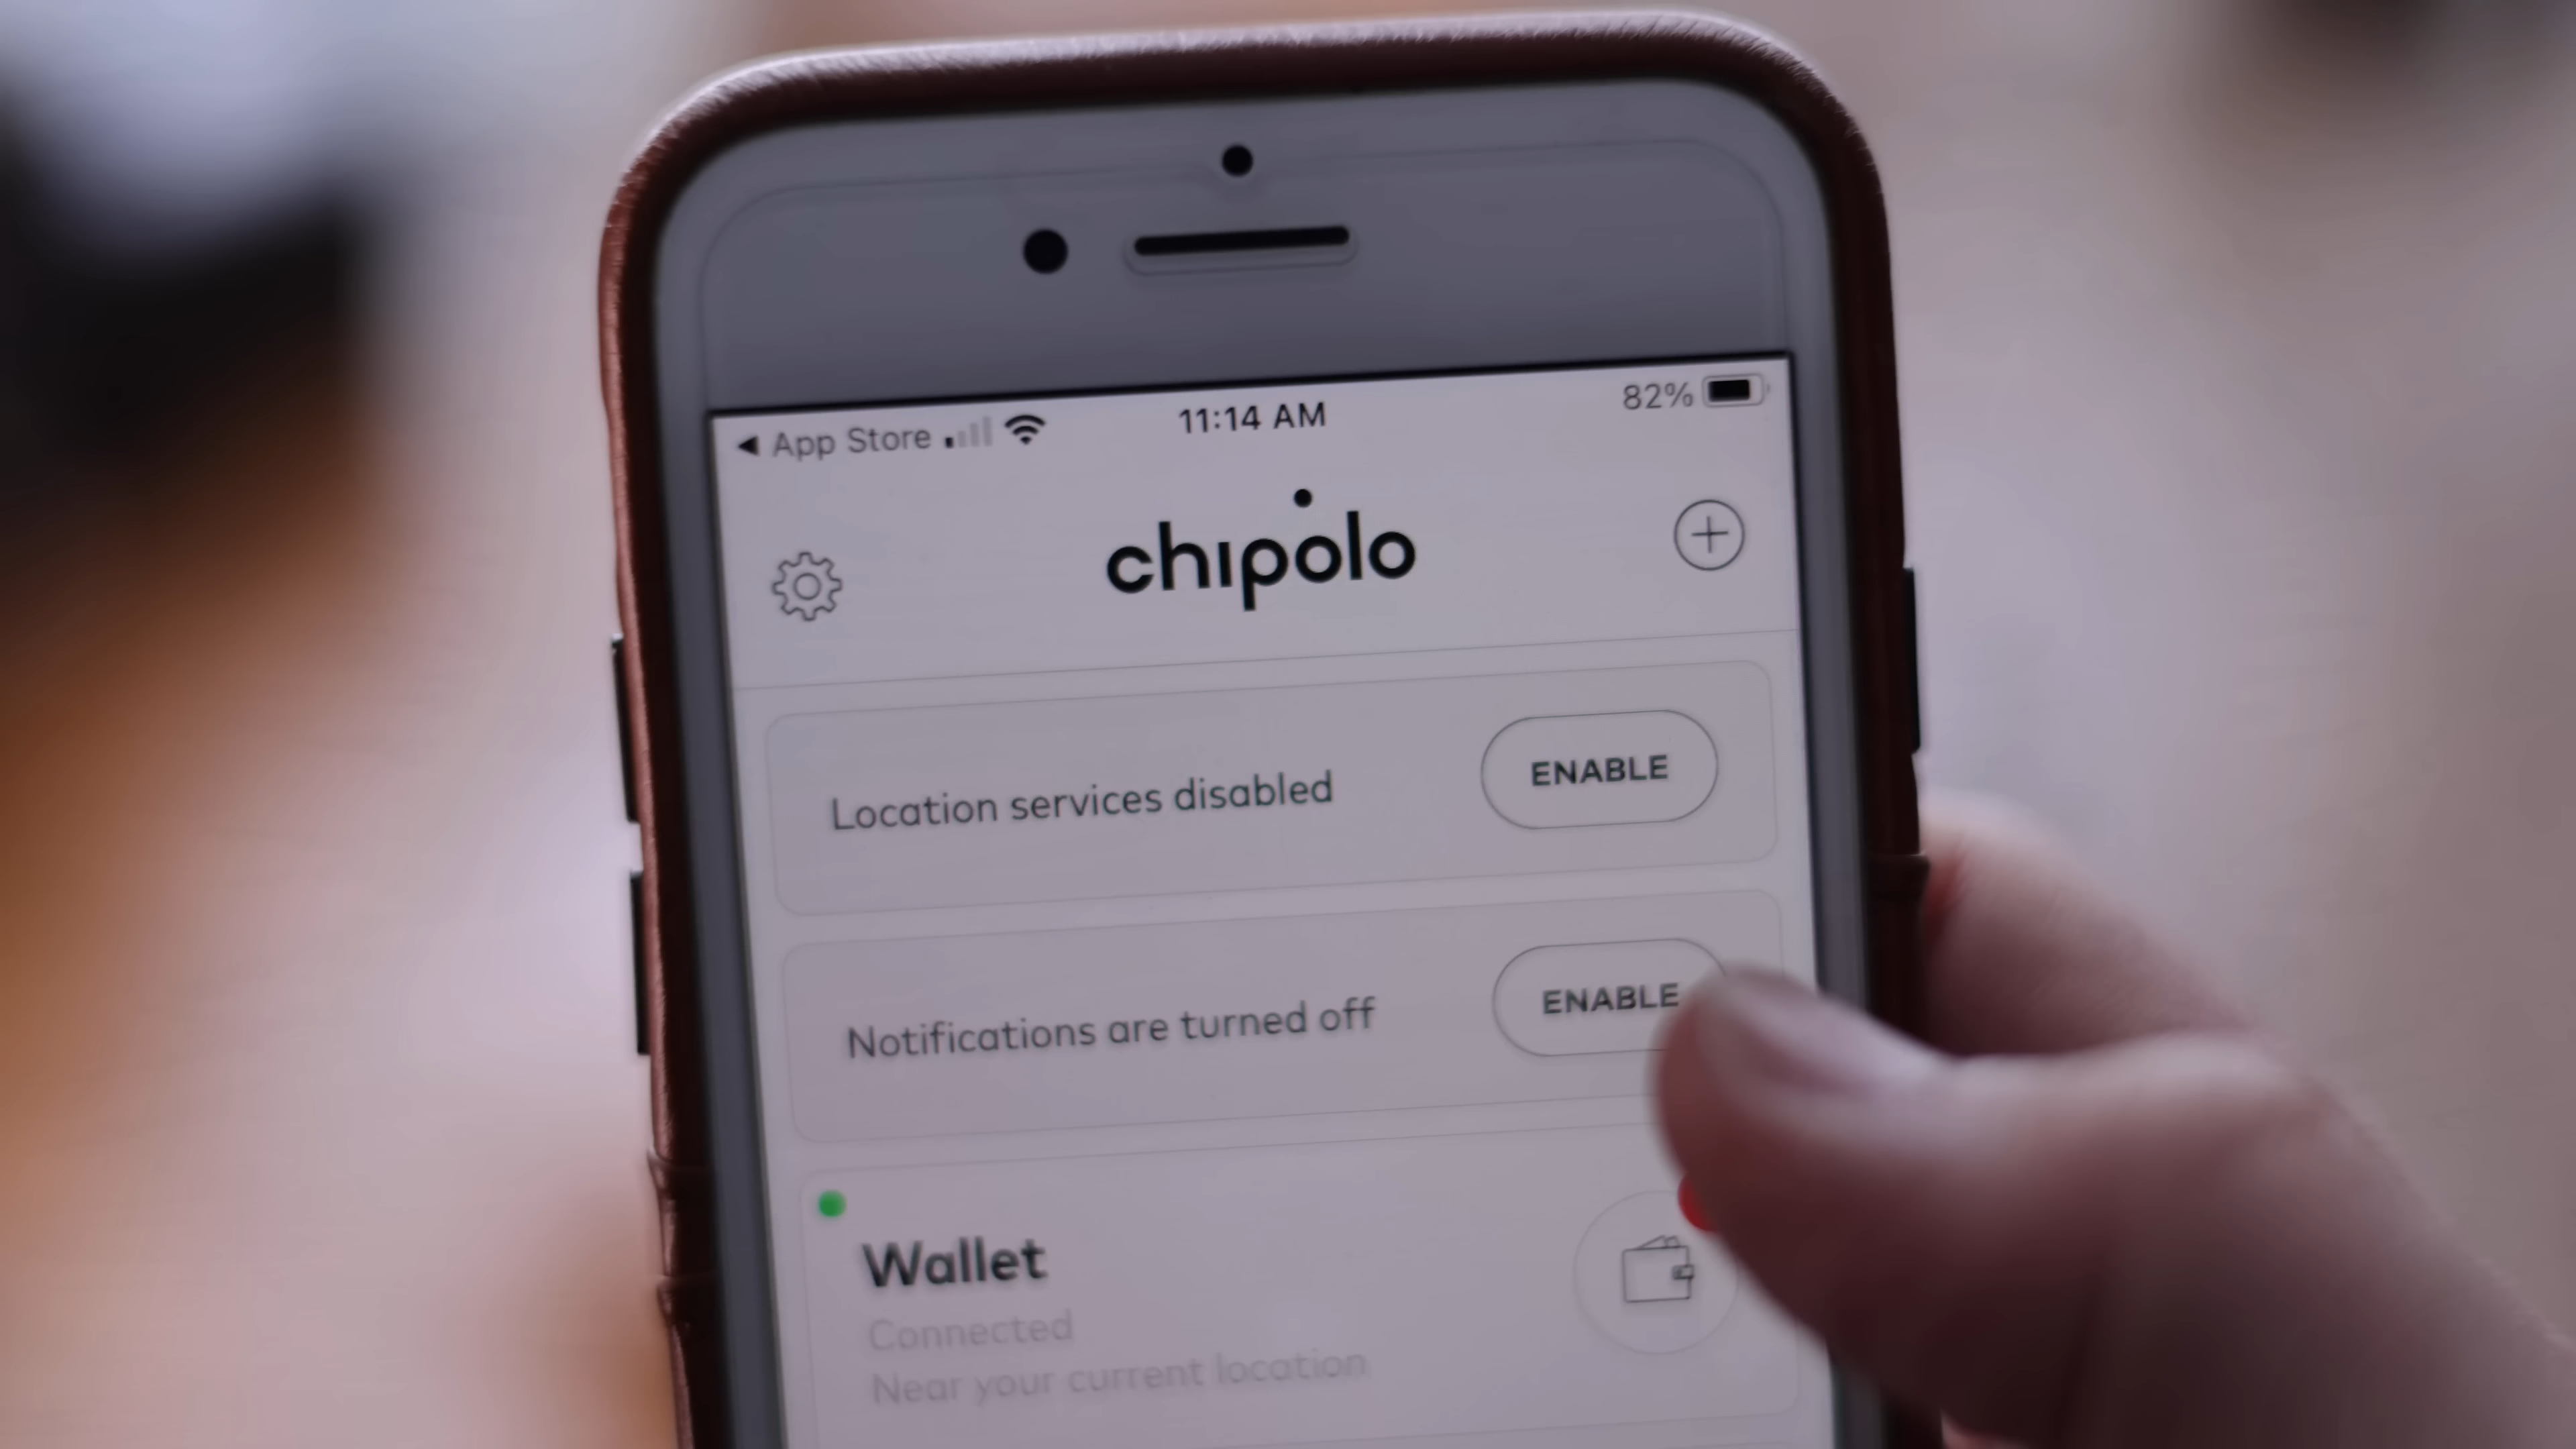 App Store
11:14 AM
82%
chipolo
Location services disabled
ENABLE
Notifications are turned off
ENABLE
Wallet
Connected
Near your current location